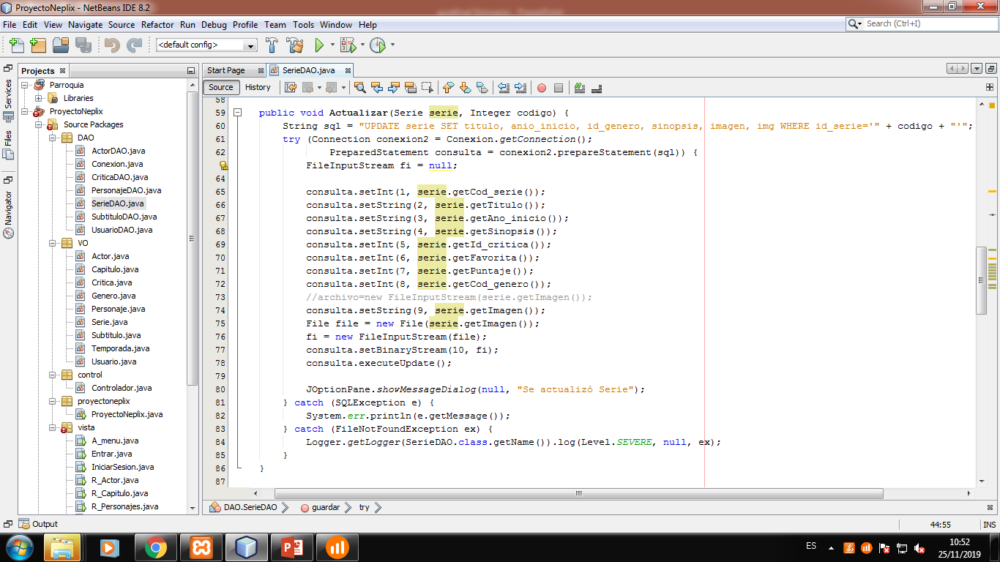 ProyectoNeplix - NetBeans IDE 8.2
File Edit View Navigate Source Refactor Run Debug Profile Team Tools Window Help
Search (Ctrl+I)
<default config>
Projects
Start Page
SerieDAO.java
Services
Files
Navigator
Source
History
Parroquia
Libraries
ProyectoNeplix
Source Packages
DAO
ActorDAO.java
Conexion.java
CriticaDAO.java
PersonajeDAO.java
SerieDAO.java
SubtituloDAO.java
UsuarioDAO.java
VO
Actor.java
Capitulo.java
Critica.java
Genero.java
Personaje.java
Serie.java
Subtitulo.java
Temporada.java
Usuario.java
control
Controlador.java
proyectoneplix
ProyectoNeplix.java
vista
A_menu.java
Entrar.java
IniciarSesion.java
R_Actor.java
R_Capitulo.java
R_Personajes.java
58
59 public void Actualizar(Serie serie, Integer codigo) {
60 String sql = "UPDATE serie SET titulo, anio_inicio, id_genero, sinopsis, imagen, img WHERE id_serie='" + codigo + "'";
61 try (Connection conexion2 = Conexion.getConnection();
62 PreparedStatement consulta = conexion2.prepareStatement(sql)) {
FileInputStream fi = null;
64
65 consulta.setInt(1, serie.getCod_serie());
66 consulta.setString(2, serie.getTitulo());
67 consulta.setString(3, serie.getAno_inicio());
68 consulta.setString(4, serie.getSinopsis());
69 consulta.setInt(5, serie.getId_critica());
70 consulta.setInt(6, serie.getFavorita());
71 consulta.setInt(7, serie.getPuntaje());
72 consulta.setInt(8, serie.getCod_genero());
73 //archivo=new FileInputStream(serie.getImagen());
74 consulta.setString(9, serie.getImagen());
75 File file = new File(serie.getImagen());
76 fi = new FileInputStream(file);
77 consulta.setBinaryStream(10, fi);
78 consulta.executeUpdate();
79
80 JOptionPane.showMessageDialog(null, "Se actualizó Serie");
81 } catch (SQLException e) {
82 System.err.println(e.getMessage());
83 } catch (FileNotFoundException ex) {
84 Logger.getLogger(SerieDAO.class.getName()).log(Level.SEVERE, null, ex);
85 }
86 }
87
DAO.SerieDAO
guardar
try
Output
44:55
INS
ES
10:52
25/11/2019